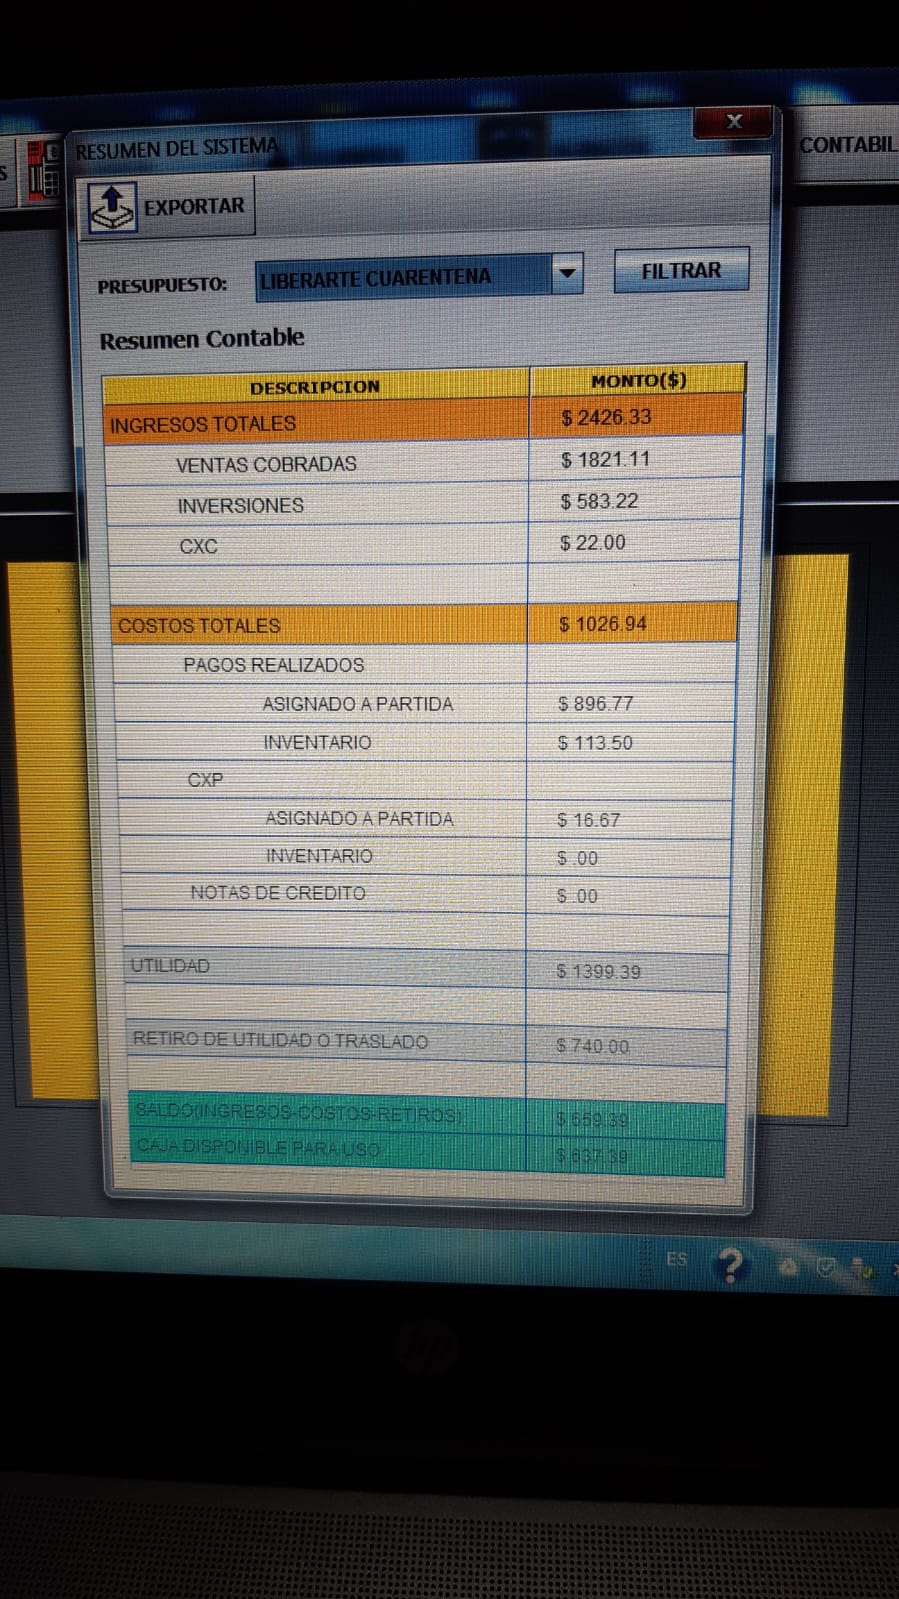 RESUMEN DEL SISTEMA
X
CONTABIL
S
EXPORTAR
PRESUPUESTO: LIBERARTE CUARENTENA FILTRAR
Resumen Contable
DESCRIPCION MONTO($)
INGRESOS TOTALES $ 2426.33
VENTAS COBRADAS $ 1821.11
INVERSIONES $ 583.22
CXC $ 22.00
COSTOS TOTALES $ 1026.94
PAGOS REALIZADOS
ASIGNADO A PARTIDA $ 896.77
INVENTARIO $ 113.50
CXP
ASIGNADO A PARTIDA $ 16.67
INVENTARIO $ .00
NOTAS DE CREDITO $ .00
UTILIDAD $ 1399.39
RETIRO DE UTILIDAD O TRASLADO $ 740.00
SALDO(INGRESOS-COSTOS-RETIROS) $ 659.39
CAJA DISPONIBLE PARA USO $ 637.39
ES
?
hp